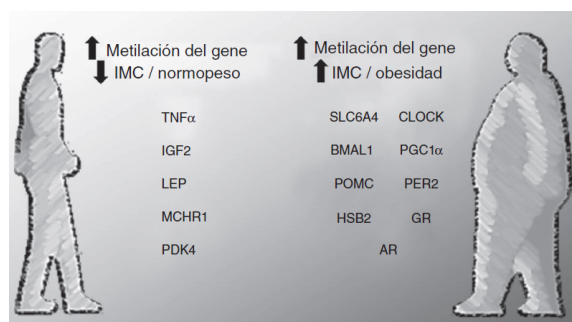 Metilación del gene
IMC / normopeso
TNFα
IGF2
LEP
MCHR1
PDK4
Metilación del gene
IMC / obesidad
SLC6A4 CLOCK
BMAL1 PGC1α
POMC PER2
HSB2 GR
AR